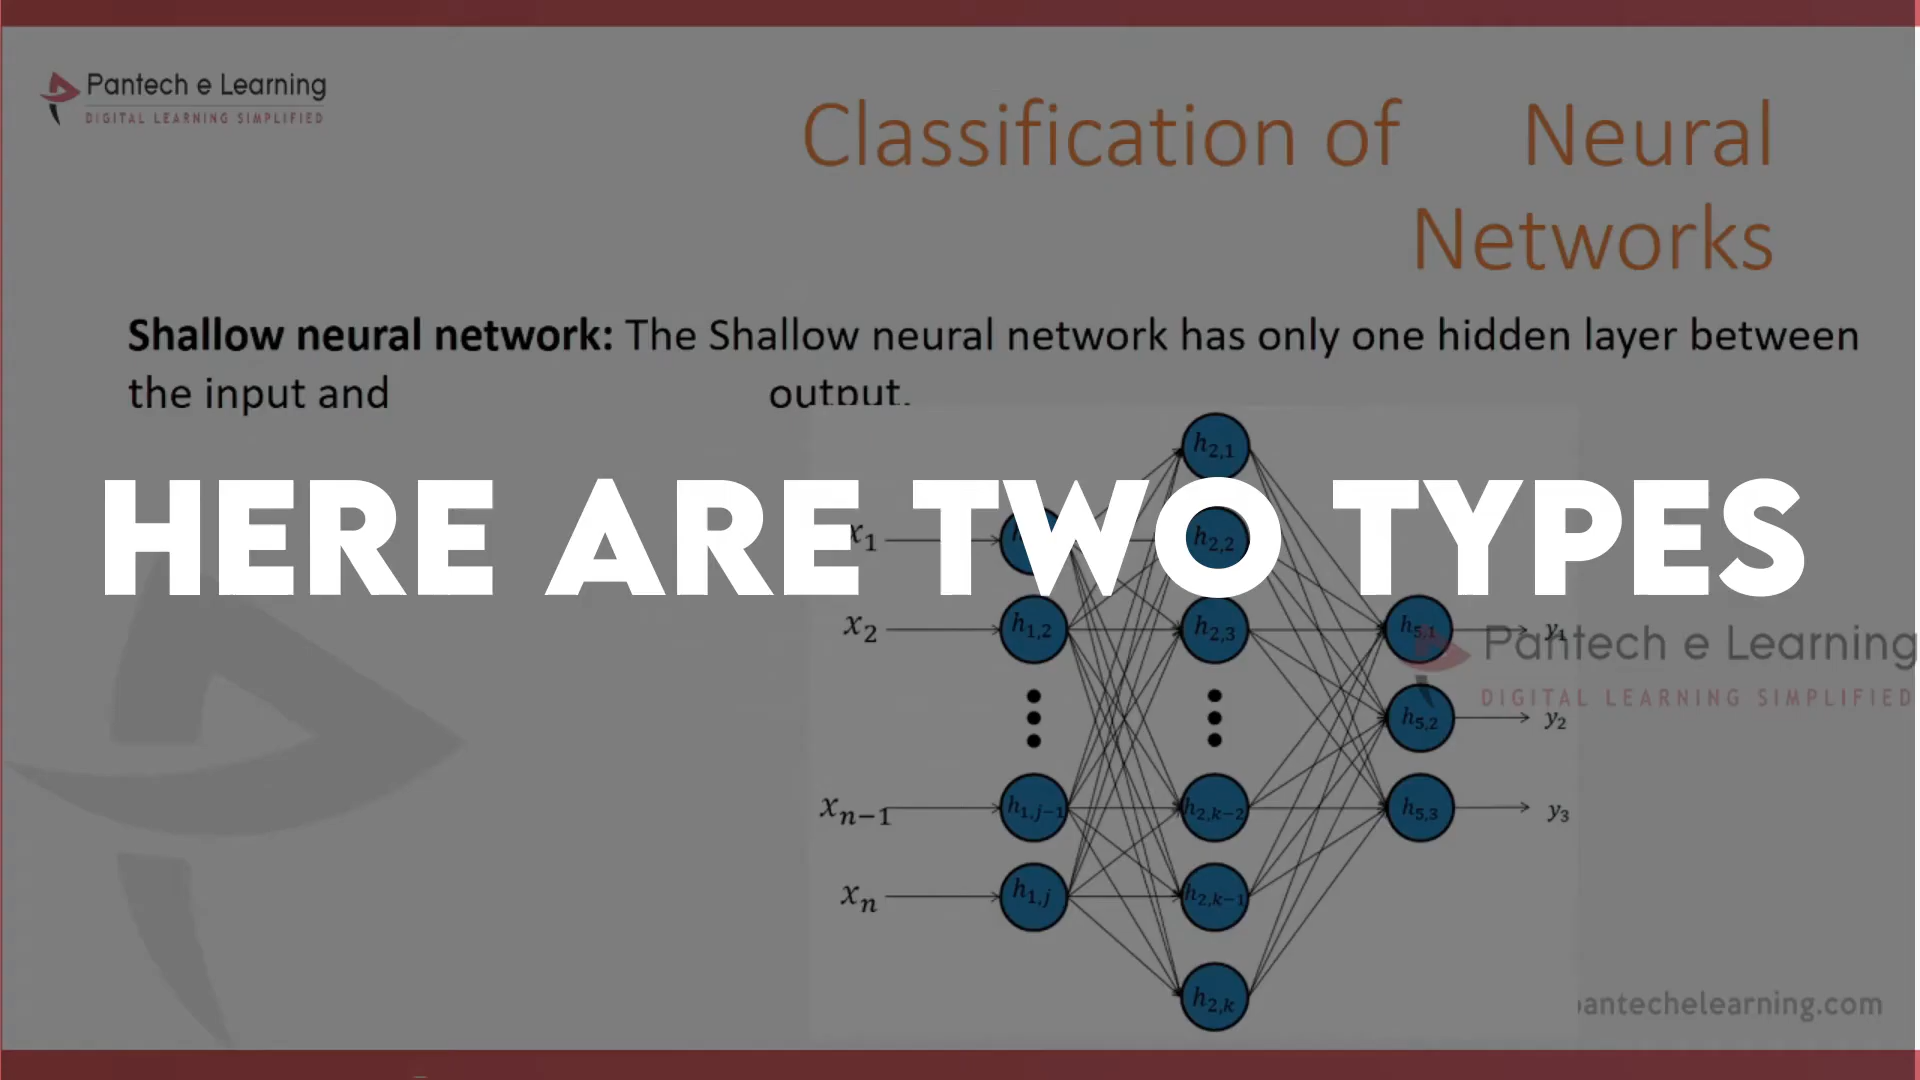 Pantech e Learning
DIGITAL LEARNING SIMPLIFIED
Classification of Neural
Networks
Shallow neural network: The Shallow neural network has only one hidden layer between
the input and output.
HERE ARE TWO TYPES
h2,1
x1
h2,2
x2
h1,2
h2,3
h5,1
y1
Pantech e Learning
DIGITAL LEARNING SIMPLIFIED
h5,2
y2
xn−1
h1,j−1
h2,k−2
h5,3
y3
xn
h1,j
h2,k−1
h2,k
pantechelearning.com